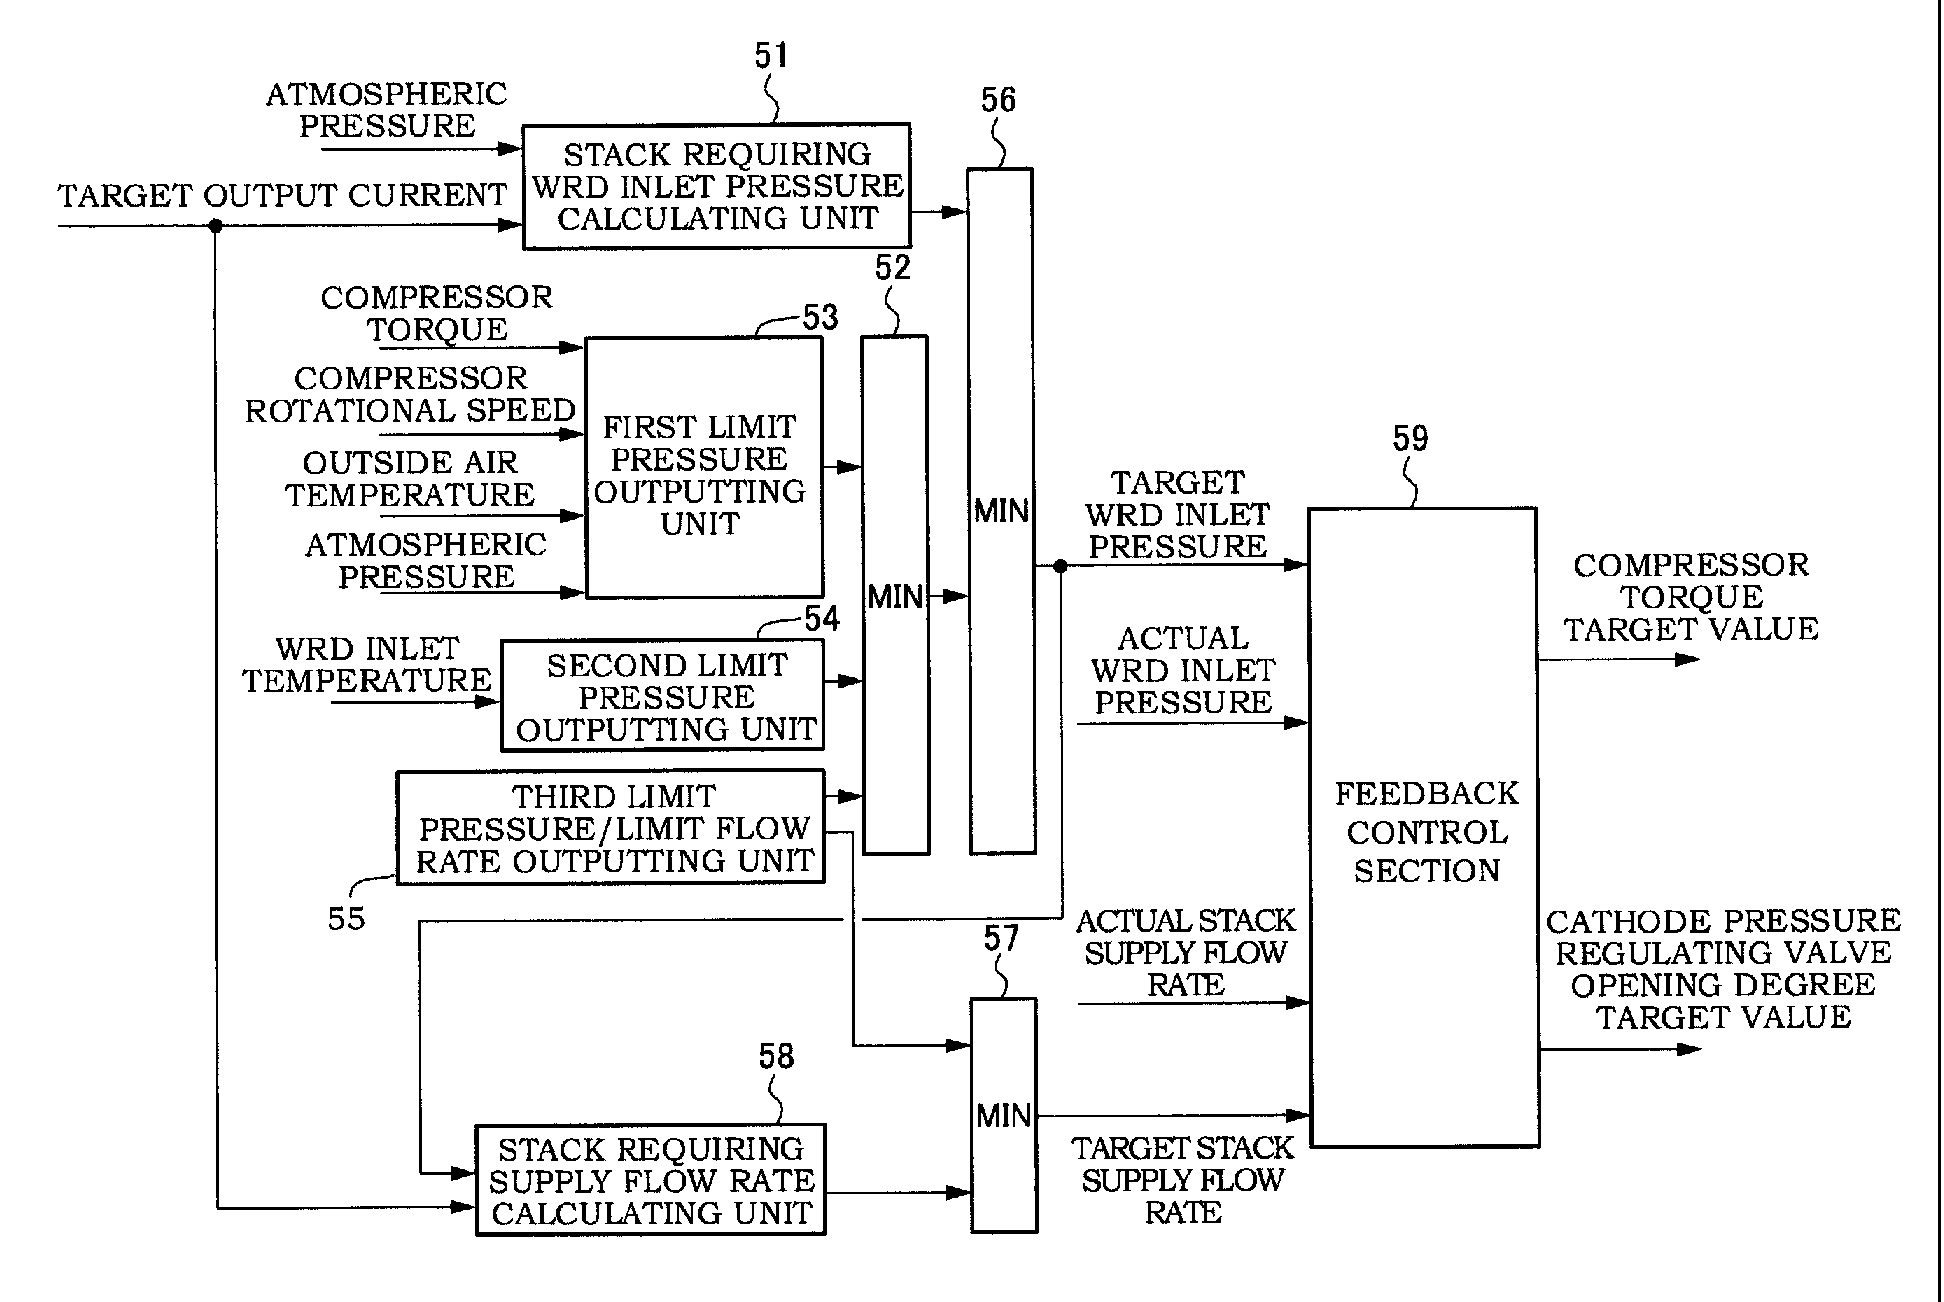 51
ATMOSPHERIC
PRESSURE
56
STACK REQUIRING
WRD INLET PRESSURE
CALCULATING UNIT
TARGET OUTPUT CURRENT
52
COMPRESSOR
TORQUE
53
COMPRESSOR
ROTATIONAL SPEED
OUTSIDE AIR
TEMPERATURE
ATMOSPHERIC
PRESSURE
FIRST LIMIT
PRESSURE
OUTPUTTING
UNIT
MIN
MIN
54
WRD INLET
TEMPERATURE
SECOND LIMIT
PRESSURE
OUTPUTTING UNIT
THIRD LIMIT
PRESSURE/LIMIT FLOW
RATE OUTPUTTING UNIT
55
59
TARGET
WRD INLET
PRESSURE
ACTUAL
WRD INLET
PRESSURE
FEEDBACK
CONTROL
SECTION
COMPRESSOR
TORQUE
TARGET VALUE
57
ACTUAL STACK
SUPPLY FLOW
RATE
CATHODE PRESSURE
REGULATING VALVE
OPENING DEGREE
TARGET VALUE
58
MIN
STACK REQUIRING
SUPPLY FLOW RATE
CALCULATING UNIT
TARGET STACK
SUPPLY FLOW
RATE